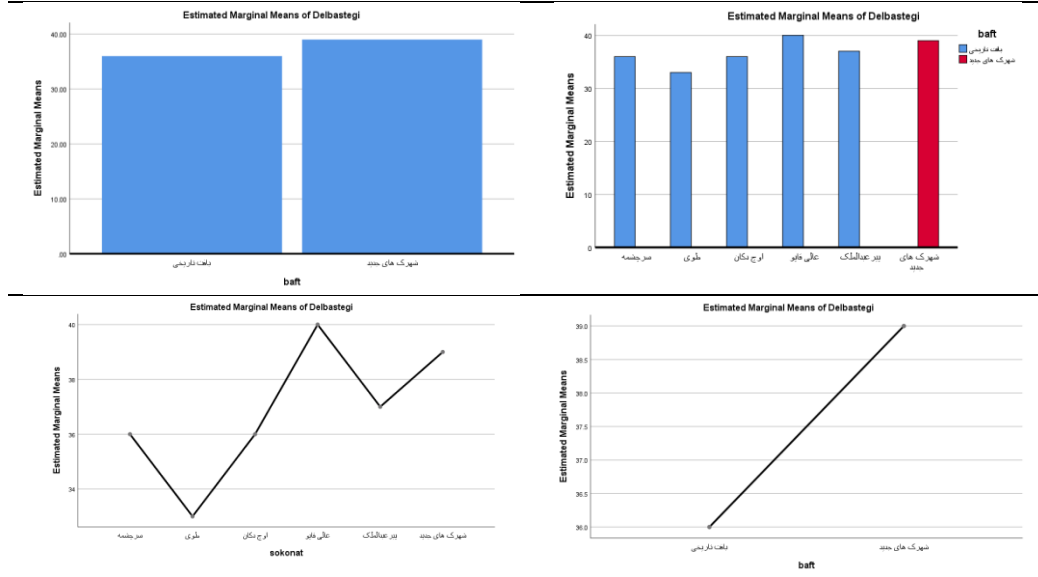 Estimated Marginal Means of Delbastegi
Estimated Marginal Means
40.00
30.00
20.00
10.00
.00
بافت تاریخی
شهرک های جدید
baft
Estimated Marginal Means of Delbastegi
Estimated Marginal Means
40
30
20
10
0
سرچشمه
طوی
اوچ دکان
عالی قاپو
پیر عبدالملک
شهرک های
جدید
baft
بافت تاریخی
شهرک های جدید
Estimated Marginal Means of Delbastegi
Estimated Marginal Means
40
38
36
34
سرچشمه
طوی
اوچ دکان
عالی قاپو
پیر عبدالملک
شهرک های جدید
sokonat
Estimated Marginal Means of Delbastegi
Estimated Marginal Means
39.0
38.5
38.0
37.5
37.0
36.5
36.0
بافت تاریخی
شهرک های جدید
baft